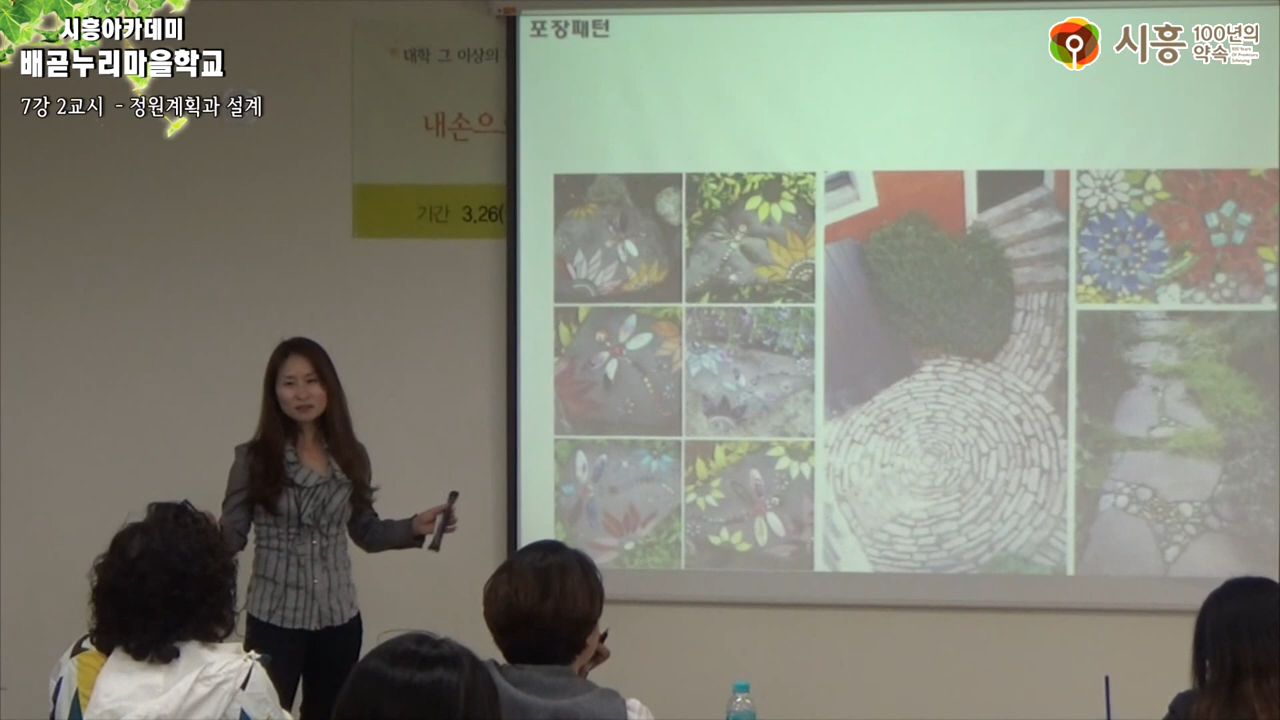 시흥아카데미
배곧누리마을학교
7강 2교시 - 정원계획과 설계
대학 그 이상의
내손으
기간 3.26(
포장패턴
시흥 100년의 약속